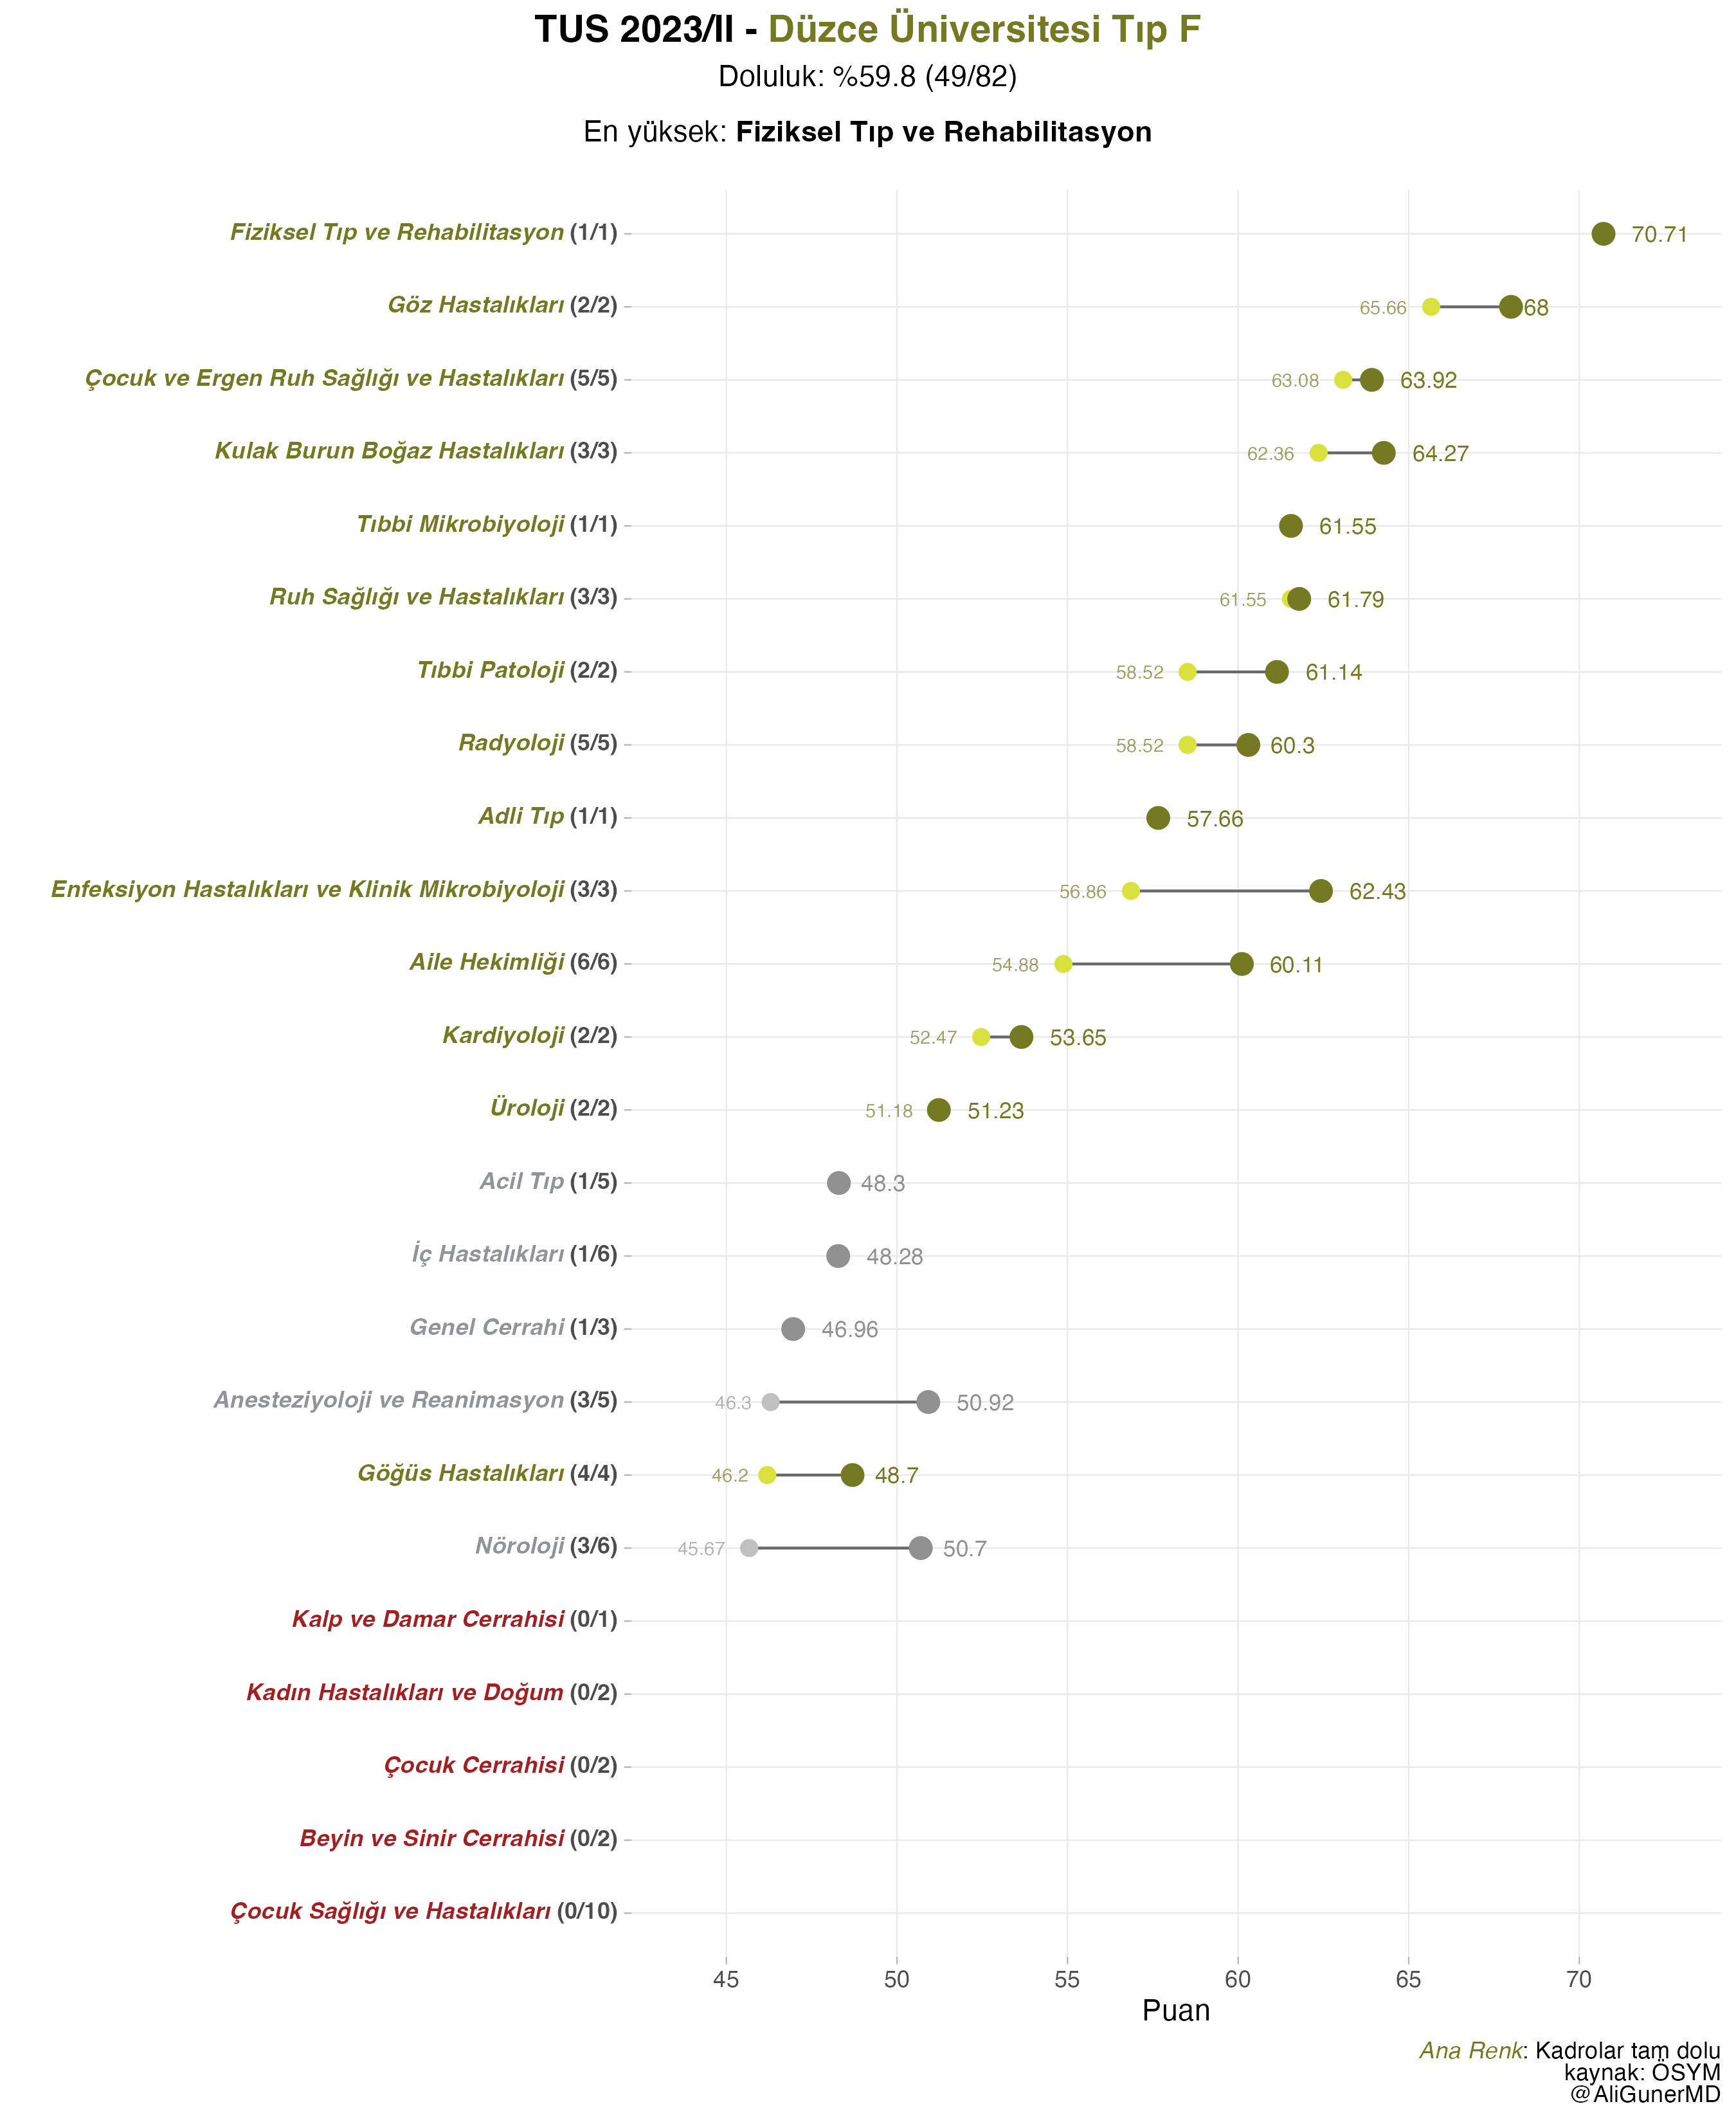 TUS 2023/II - Düzce Üniversitesi Tıp F
Doluluk: %59.8 (49/82)
En yüksek: Fiziksel Tıp ve Rehabilitasyon
Fiziksel Tıp ve Rehabilitasyon (1/1) 70.71
Göz Hastalıkları (2/2) 65.66 68
Çocuk ve Ergen Ruh Sağlığı ve Hastalıkları (5/5) 63.08 63.92
Kulak Burun Boğaz Hastalıkları (3/3) 62.36 64.27
Tıbbi Mikrobiyoloji (1/1) 61.55
Ruh Sağlığı ve Hastalıkları (3/3) 61.55 61.79
Tıbbi Patoloji (2/2) 58.52 61.14
Radyoloji (5/5) 58.52 60.3
Adli Tıp (1/1) 57.66
Enfeksiyon Hastalıkları ve Klinik Mikrobiyoloji (3/3) 56.86 62.43
Aile Hekimliği (6/6) 54.88 60.11
Kardiyoloji (2/2) 52.47 53.65
Üroloji (2/2) 51.18 51.23
Acil Tıp (1/5) 48.3
İç Hastalıkları (1/6) 48.28
Genel Cerrahi (1/3) 46.96
Anesteziyoloji ve Reanimasyon (3/5) 46.3 50.92
Göğüs Hastalıkları (4/4) 46.2 48.7
Nöroloji (3/6) 45.67 50.7
Kalp ve Damar Cerrahisi (0/1)
Kadın Hastalıkları ve Doğum (0/2)
Çocuk Cerrahisi (0/2)
Beyin ve Sinir Cerrahisi (0/2)
Çocuk Sağlığı ve Hastalıkları (0/10)
45 50 55 60 65 70
Puan
Ana Renk: Kadrolar tam dolu
kaynak: ÖSYM
@AliGunerMD